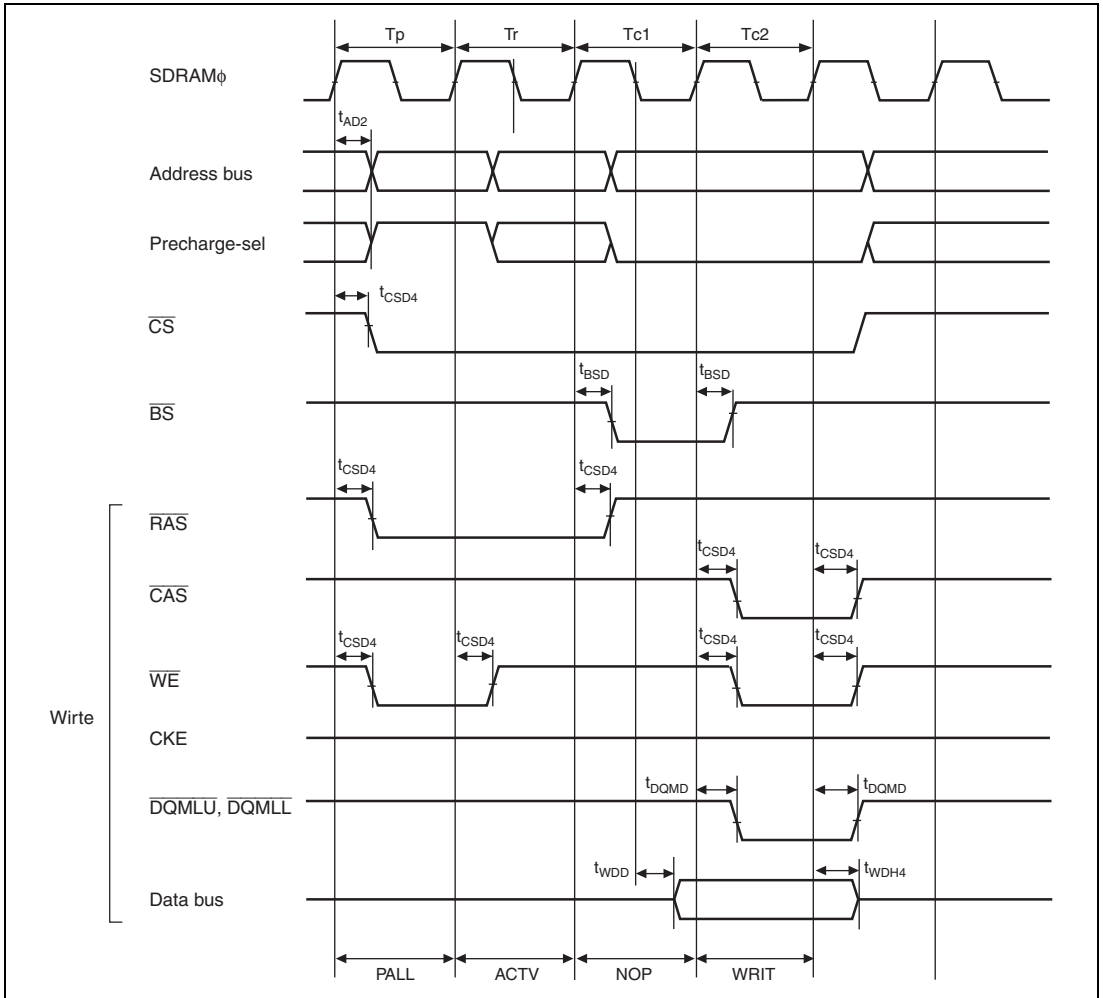 Tp Tr Tc1 Tc2
SDRAMϕ
tAD2
Address bus
Precharge-sel
tCSD4
CS
tBSD tBSD
BS
tCSD4 tCSD4
RAS
tCSD4 tCSD4
CAS
tCSD4 tCSD4 tCSD4 tCSD4
WE
Wirte
CKE
tDQMD tDQMD
DQMLU, DQMLL
tWDD tWDH4
Data bus
PALL ACTV NOP WRIT